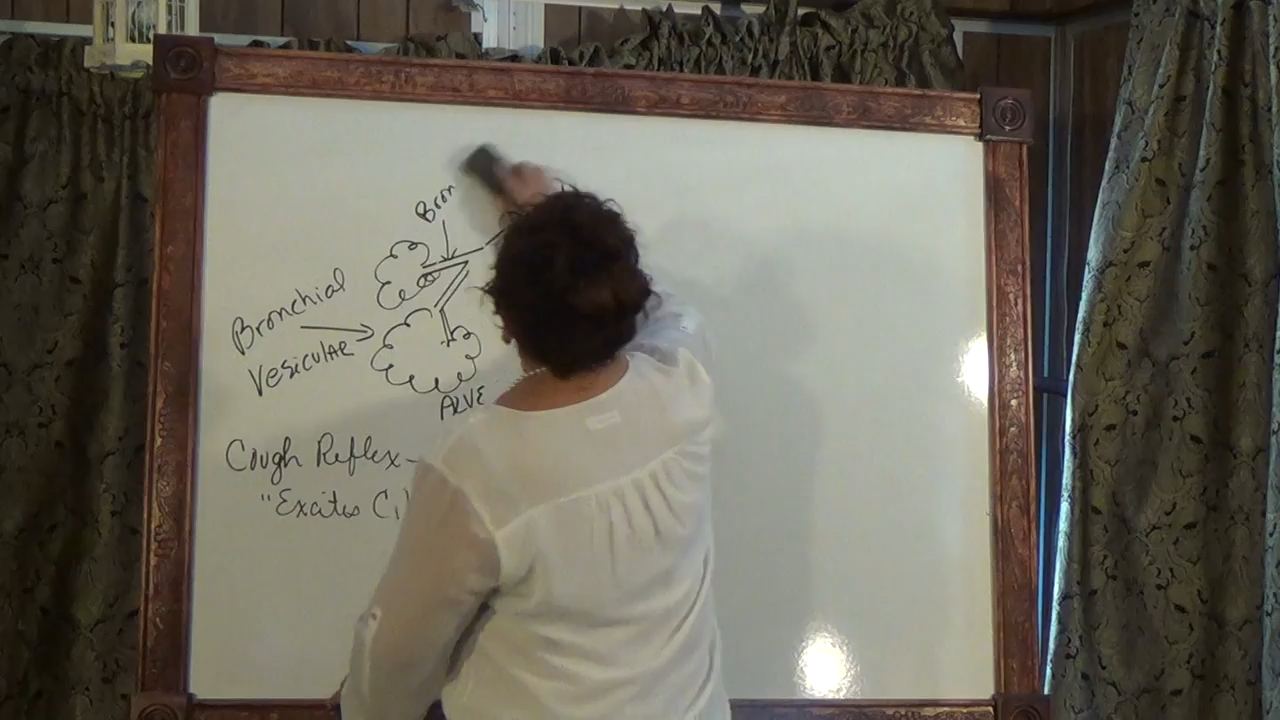 Bron
Bronchial
Vesicular
ALVE
Cough Reflex-
"Excites Ci